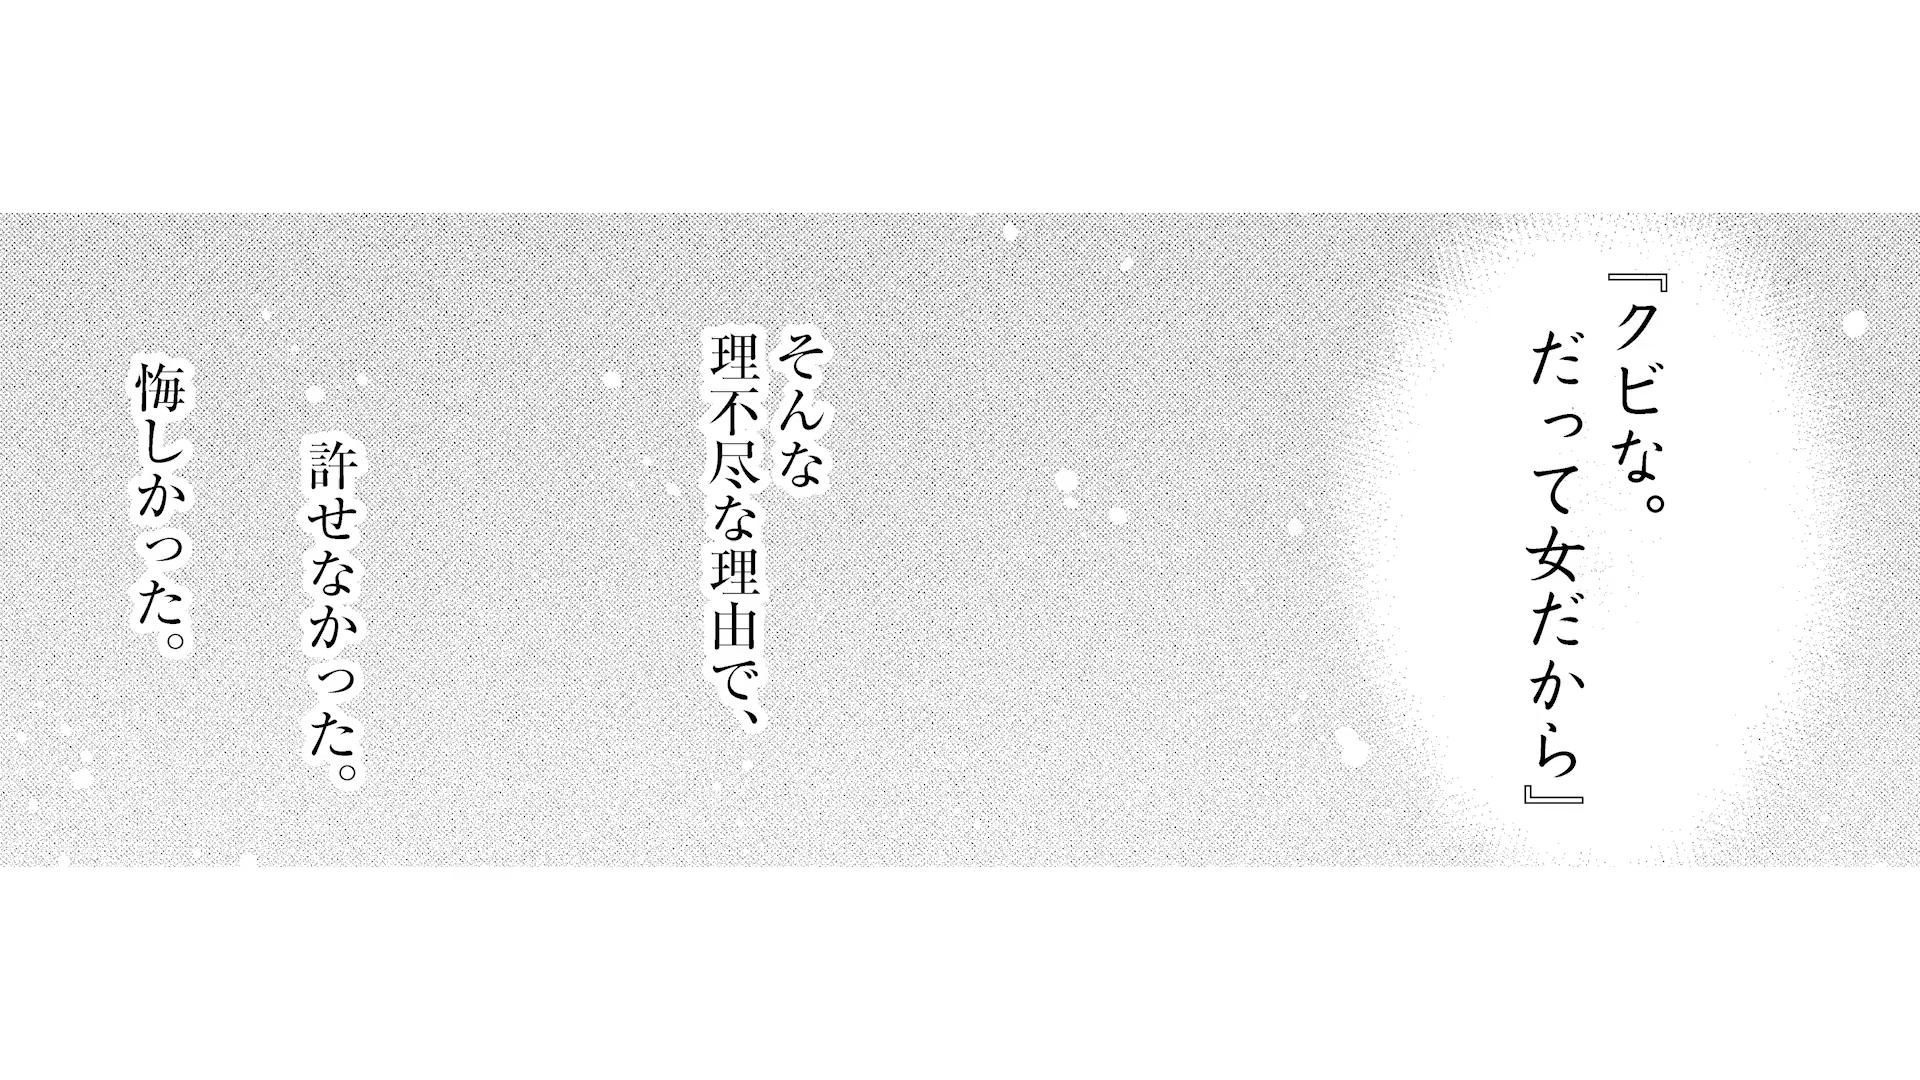 『クビな。
だって女だから』
そんな
理不尽な理由で、
許せなかった。
悔しかった。